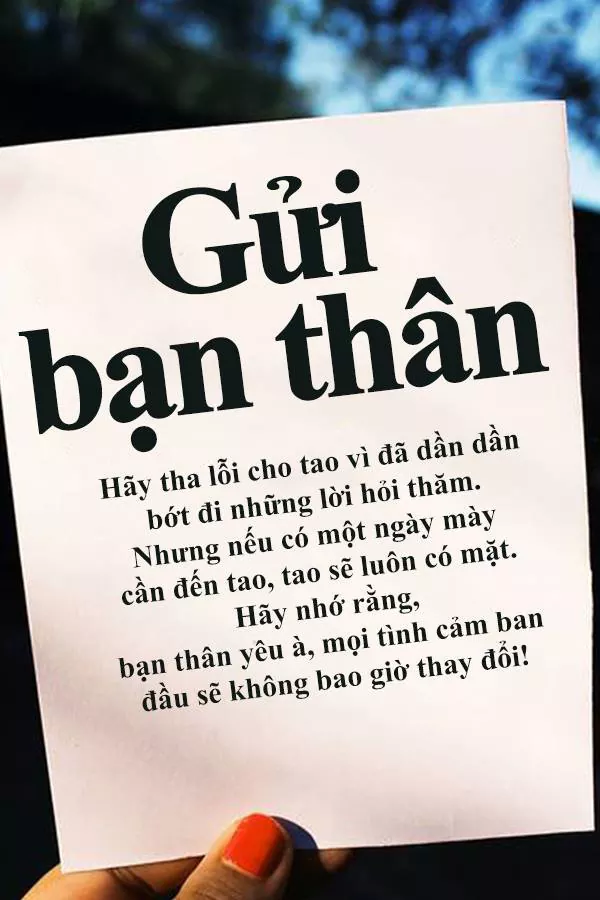 Gửi
bạn thân
Hãy tha lỗi cho tao vì đã dần dần
bớt đi những lời hỏi thăm.
Nhưng nếu có một ngày mày
cần đến tao, tao sẽ luôn có mặt.
Hãy nhớ rằng,
bạn thân yêu à, mọi tình cảm ban
đầu sẽ không bao giờ thay đổi!